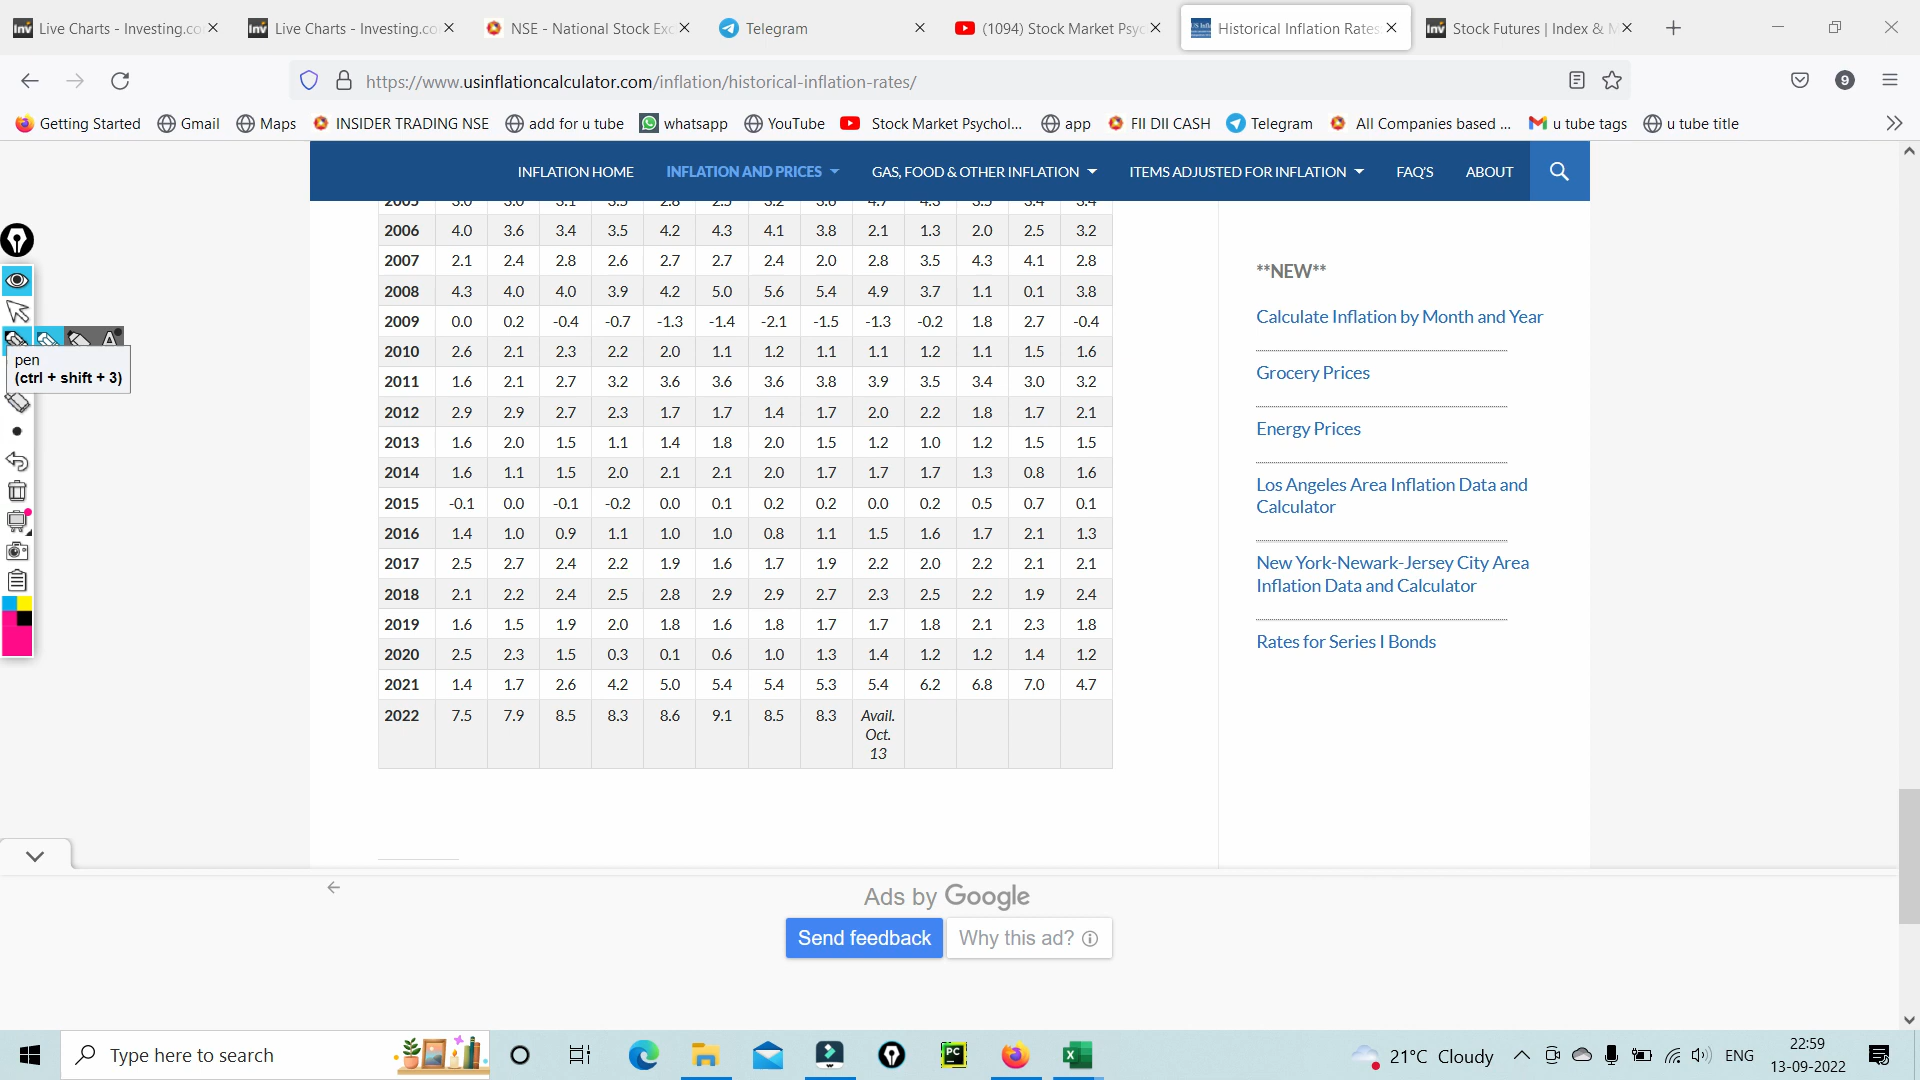 Live Charts - Investing.co
Live Charts - Investing.co
NSE - National Stock Exc
Telegram
(1094) Stock Market Psyc
Historical Inflation Rates
Stock Futures | Index & M
https://www.usinflationcalculator.com/inflation/historical-inflation-rates/
9
Getting Started Gmail Maps INSIDER TRADING NSE add for u tube whatsapp YouTube Stock Market Psychol... app FII DII CASH Telegram All Companies based ... u tube tags u tube title
INFLATION HOME INFLATION AND PRICES GAS, FOOD & OTHER INFLATION ITEMS ADJUSTED FOR INFLATION FAQ'S ABOUT
2005 3.0 3.0 3.1 3.5 2.8 2.5 3.2 3.6 4.7 4.3 3.5 3.4 3.4
2006 4.0 3.6 3.4 3.5 4.2 4.3 4.1 3.8 2.1 1.3 2.0 2.5 3.2
2007 2.1 2.4 2.8 2.6 2.7 2.7 2.4 2.0 2.8 3.5 4.3 4.1 2.8
2008 4.3 4.0 4.0 3.9 4.2 5.0 5.6 5.4 4.9 3.7 1.1 0.1 3.8
2009 0.0 0.2 -0.4 -0.7 -1.3 -1.4 -2.1 -1.5 -1.3 -0.2 1.8 2.7 -0.4
2010 2.6 2.1 2.3 2.2 2.0 1.1 1.2 1.1 1.1 1.2 1.1 1.5 1.6
2011 1.6 2.1 2.7 3.2 3.6 3.6 3.6 3.8 3.9 3.5 3.4 3.0 3.2
2012 2.9 2.9 2.7 2.3 1.7 1.7 1.4 1.7 2.0 2.2 1.8 1.7 2.1
2013 1.6 2.0 1.5 1.1 1.4 1.8 2.0 1.5 1.2 1.0 1.2 1.5 1.5
2014 1.6 1.1 1.5 2.0 2.1 2.1 2.0 1.7 1.7 1.7 1.3 0.8 1.6
2015 -0.1 0.0 -0.1 -0.2 0.0 0.1 0.2 0.2 0.0 0.2 0.5 0.7 0.1
2016 1.4 1.0 0.9 1.1 1.0 1.0 0.8 1.1 1.5 1.6 1.7 2.1 1.3
2017 2.5 2.7 2.4 2.2 1.9 1.6 1.7 1.9 2.2 2.0 2.2 2.1 2.1
2018 2.1 2.2 2.4 2.5 2.8 2.9 2.9 2.7 2.3 2.5 2.2 1.9 2.4
2019 1.6 1.5 1.9 2.0 1.8 1.6 1.8 1.7 1.7 1.8 2.1 2.3 1.8
2020 2.5 2.3 1.5 0.3 0.1 0.6 1.0 1.3 1.4 1.2 1.2 1.4 1.2
2021 1.4 1.7 2.6 4.2 5.0 5.4 5.4 5.3 5.4 6.2 6.8 7.0 4.7
2022 7.5 7.9 8.5 8.3 8.6 9.1 8.5 8.3 Avail.
Oct.
13
**NEW**
Calculate Inflation by Month and Year
Grocery Prices
Energy Prices
Los Angeles Area Inflation Data and
Calculator
New York-Newark-Jersey City Area
Inflation Data and Calculator
Rates for Series I Bonds
A
pen
(ctrl + shift + 3)
Ads by Google
Send feedback
Why this ad?
Type here to search
PC
21°C Cloudy
ENG
22:59
13-09-2022